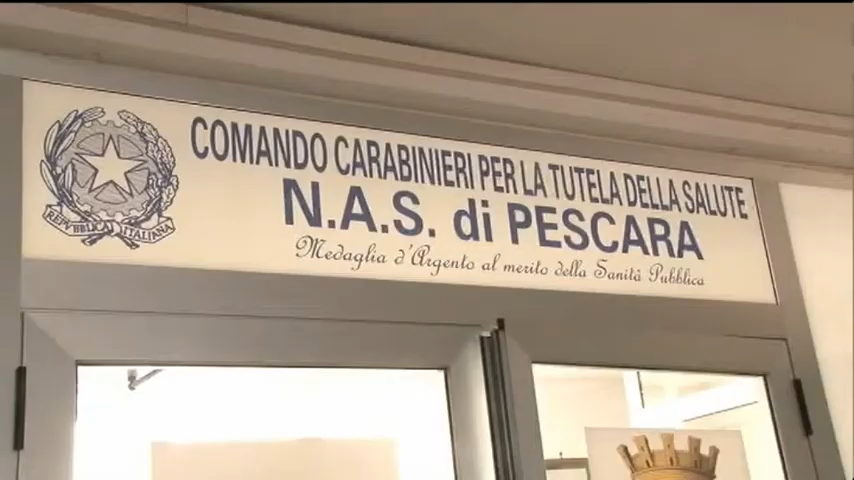 COMANDO CARABINIERI PER LA TUTELA DELLA SALUTE
N.A.S. di PESCARA
Medaglia d'Argento al merito della Sanità Pubblica
REPVBBLICA ITALIANA